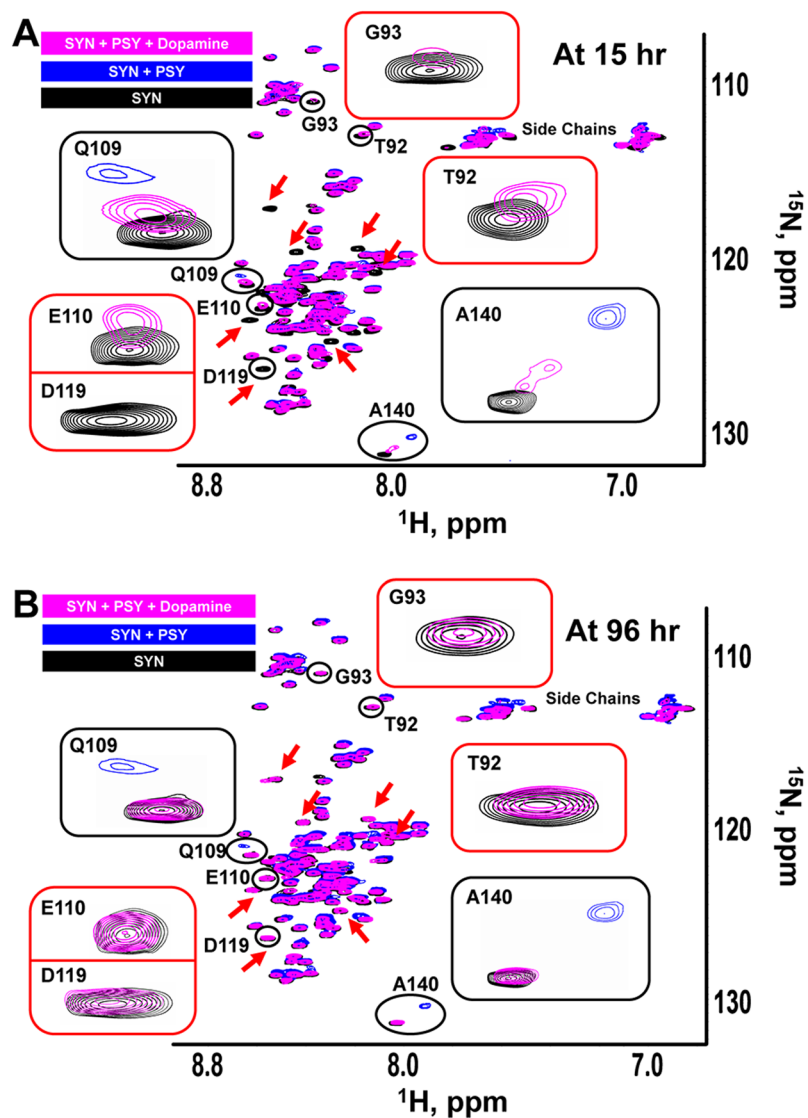 A
SYN + PSY + Dopamine
SYN + PSY
SYN
G93
At 15 hr
110
G93
T92
Side Chains
Q109
T92
120
15N, ppm
Q109
E110
E110
A140
D119
D119
A140
130
8.8
8.0
7.0
1H, ppm
B
SYN + PSY + Dopamine
SYN + PSY
SYN
G93
At 96 hr
110
G93
T92
Side Chains
Q109
T92
120
15N, ppm
Q109
E110
E110
A140
D119
D119
A140
130
8.8
8.0
7.0
1H, ppm